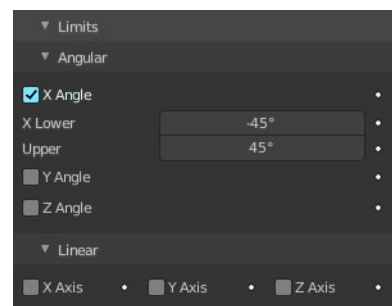 Limits
Angular
X Angle
X Lower -45°
Upper 45°
Y Angle
Z Angle
Linear
X Axis Y Axis Z Axis